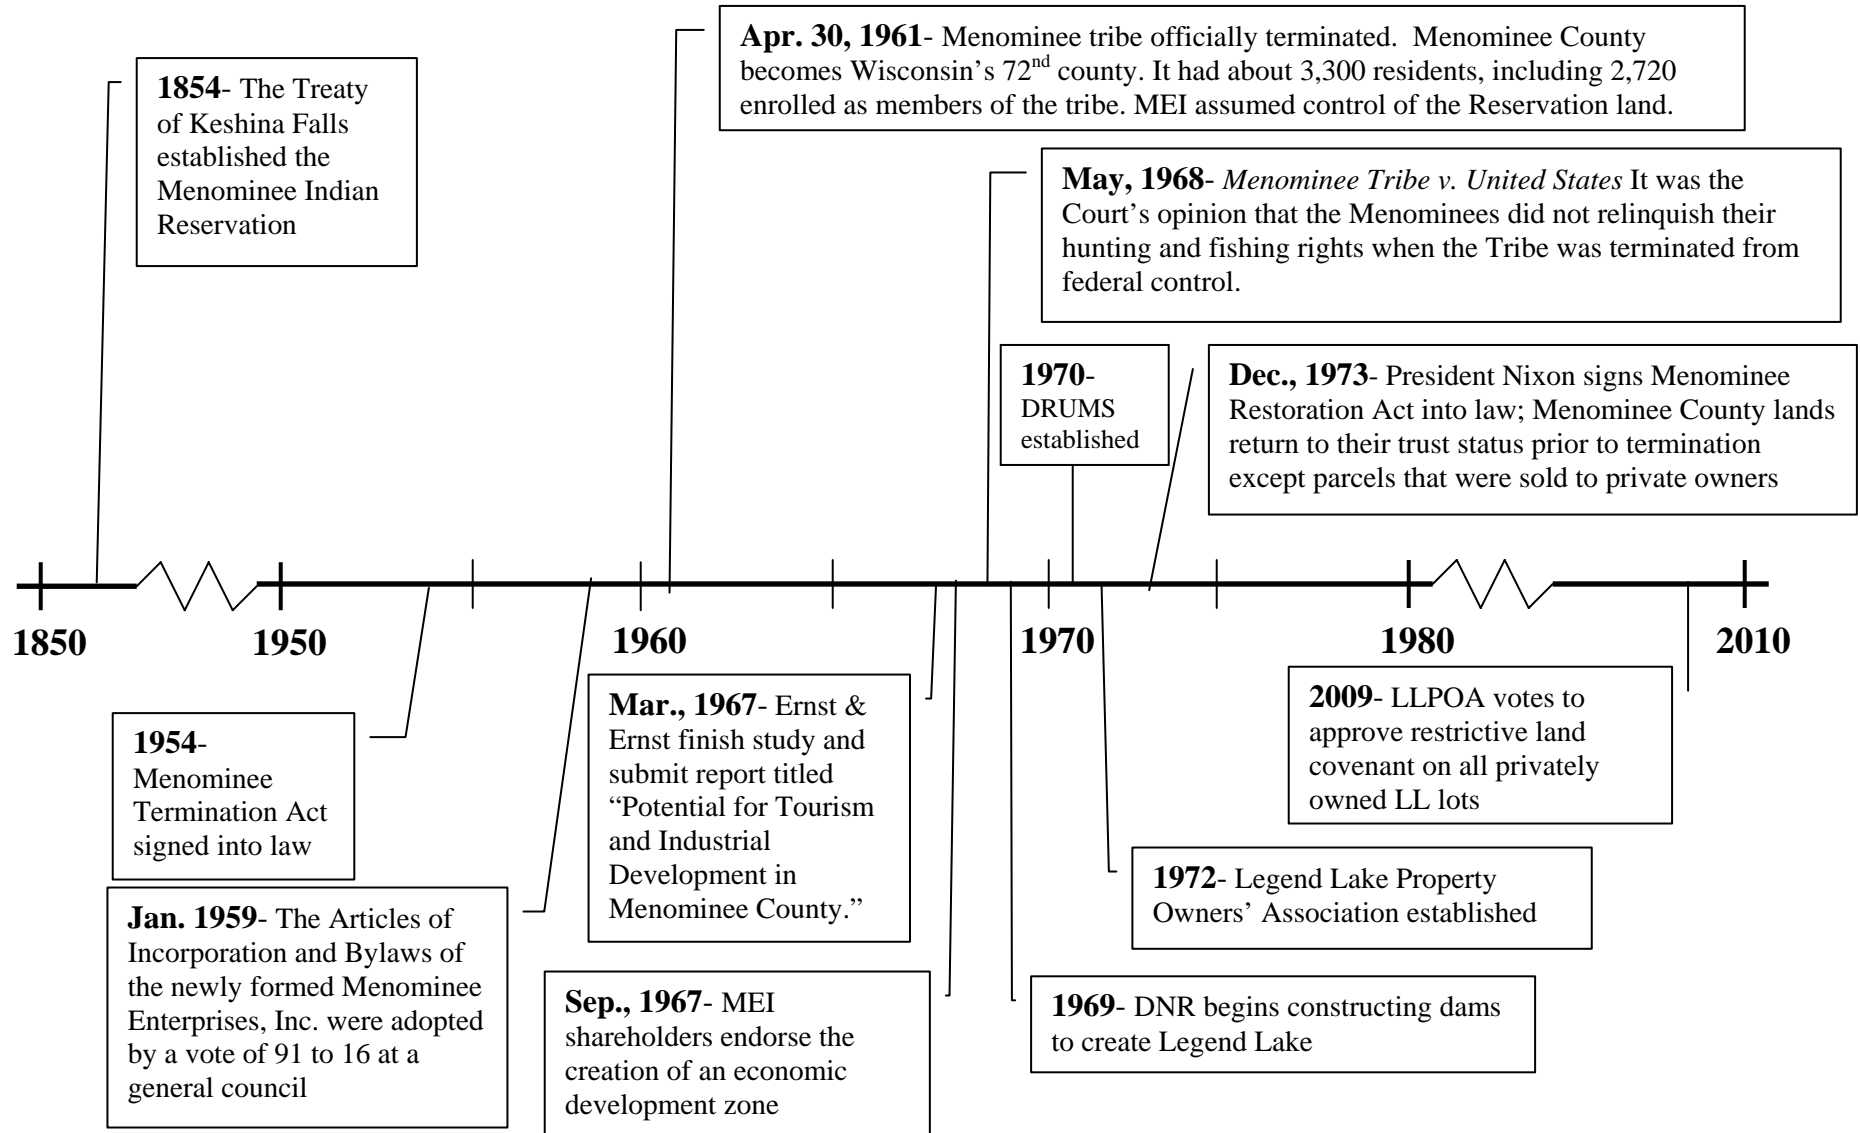 Apr. 30, 1961- Menominee tribe officially terminated. Menominee County
becomes Wisconsin's 72nd county. It had about 3,300 residents, including 2,720
enrolled as members of the tribe. MEI assumed control of the Reservation land.
1854- The Treaty
of Keshina Falls
established the
Menominee Indian
Reservation
May, 1968- Menominee Tribe v. United States It was the
Court's opinion that the Menominees did not relinquish their
hunting and fishing rights when the Tribe was terminated from
federal control.
1970-
DRUMS
established
Dec., 1973- President Nixon signs Menominee
Restoration Act into law; Menominee County lands
return to their trust status prior to termination
except parcels that were sold to private owners
1850
1950
1960
1970
1980
2010
1954-
Menominee
Termination Act
signed into law
Jan. 1959- The Articles of
Incorporation and Bylaws of
the newly formed Menominee
Enterprises, Inc. were adopted
by a vote of 91 to 16 at a
general council
Mar., 1967- Ernst &
Ernst finish study and
submit report titled
“Potential for Tourism
and Industrial
Development in
Menominee County.”
Sep., 1967- MEI
shareholders endorse the
creation of an economic
development zone
2009- LLPOA votes to
approve restrictive land
covenant on all privately
owned LL lots
1972- Legend Lake Property
Owners' Association established
1969- DNR begins constructing dams
to create Legend Lake